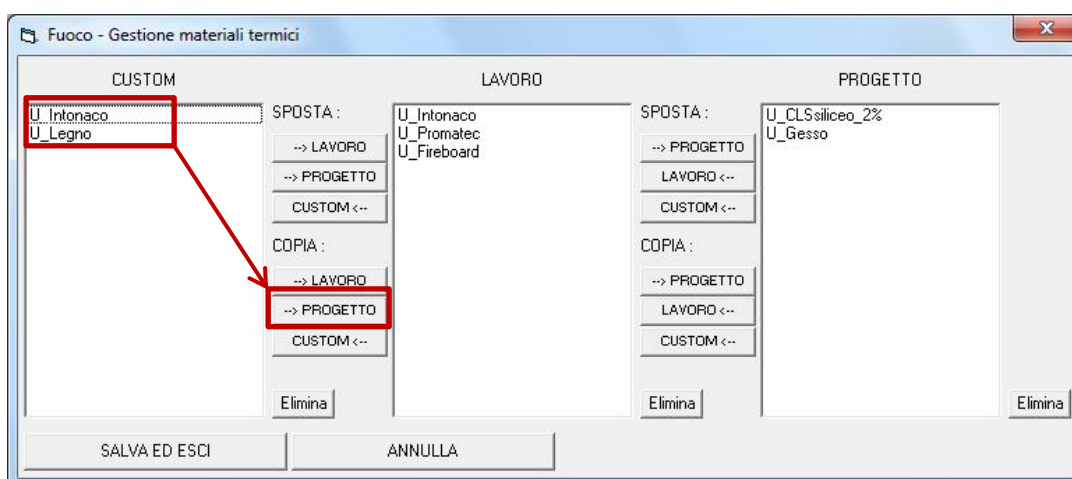 Fuoco - Gestione materiali termici
CUSTOM
LAVORO
PROGETTO
U_Intonaco
U_Legno
SPOSTA :
--> LAVORO
--> PROGETTO
CUSTOM <--
COPIA :
--> LAVORO
--> PROGETTO
CUSTOM <--
Elimina
U_Intonaco
U_Promatec
U_Fireboard
SPOSTA :
--> PROGETTO
LAVORO <--
CUSTOM <--
COPIA :
--> PROGETTO
LAVORO <--
CUSTOM <--
Elimina
U_CLSsiliceo_2%
U_Gesso
Elimina
SALVA ED ESCI
ANNULLA